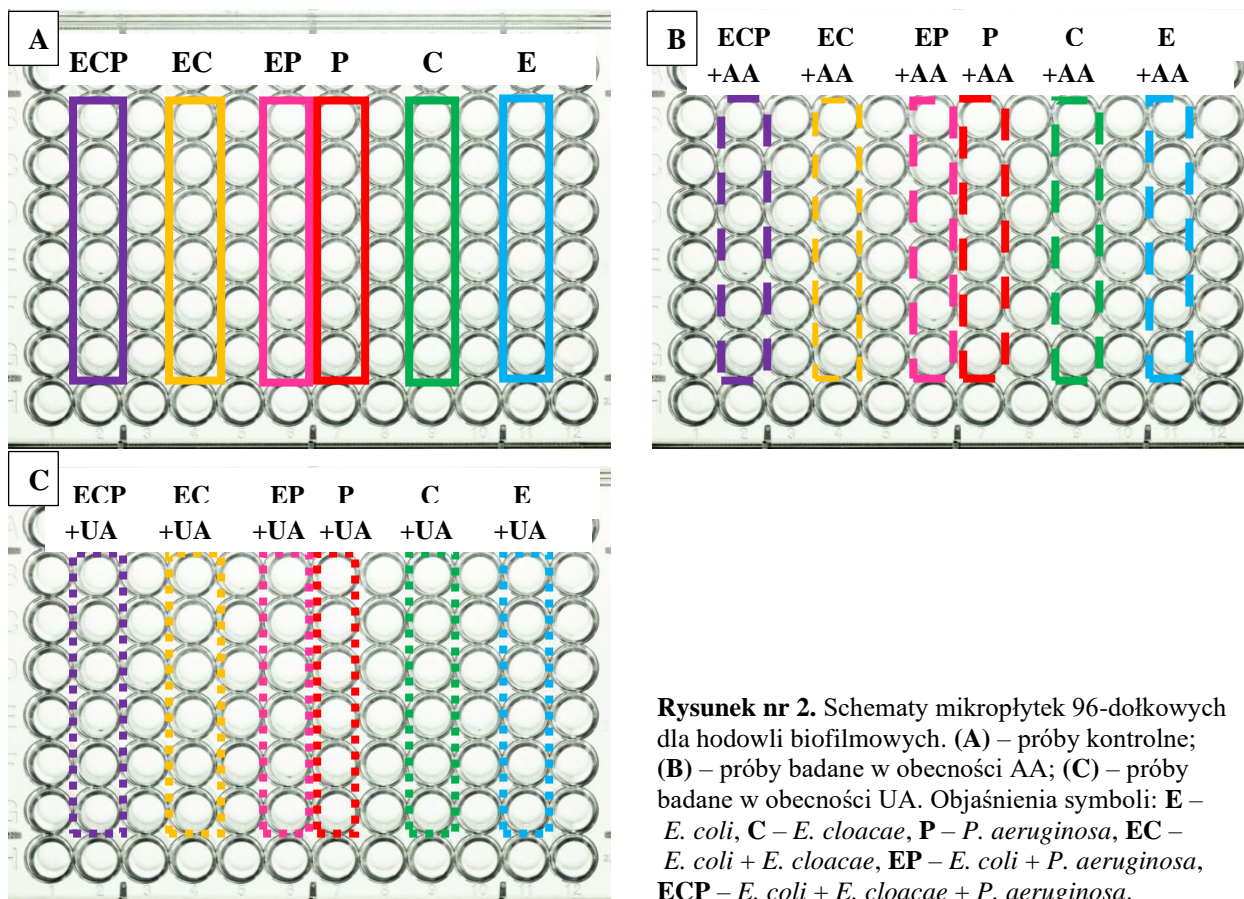 A
ECP EC EP P C E
B
ECP EC EP P C E
+AA +AA +AA +AA +AA +AA
C
ECP EC EP P C E
+UA +UA +UA +UA +UA +UA
Rysunek nr 2. Schematy mikropłytek 96-dołkowych
dla hodowli biofilmowych. (A) – próby kontrolne;
(B) – próby badane w obecności AA; (C) – próby
badane w obecności UA. Objaśnienia symboli: E –
E. coli, C – E. cloacae, P – P. aeruginosa, EC –
E. coli + E. cloacae, EP – E. coli + P. aeruginosa,
ECP – E. coli + E. cloacae + P. aeruginosa.